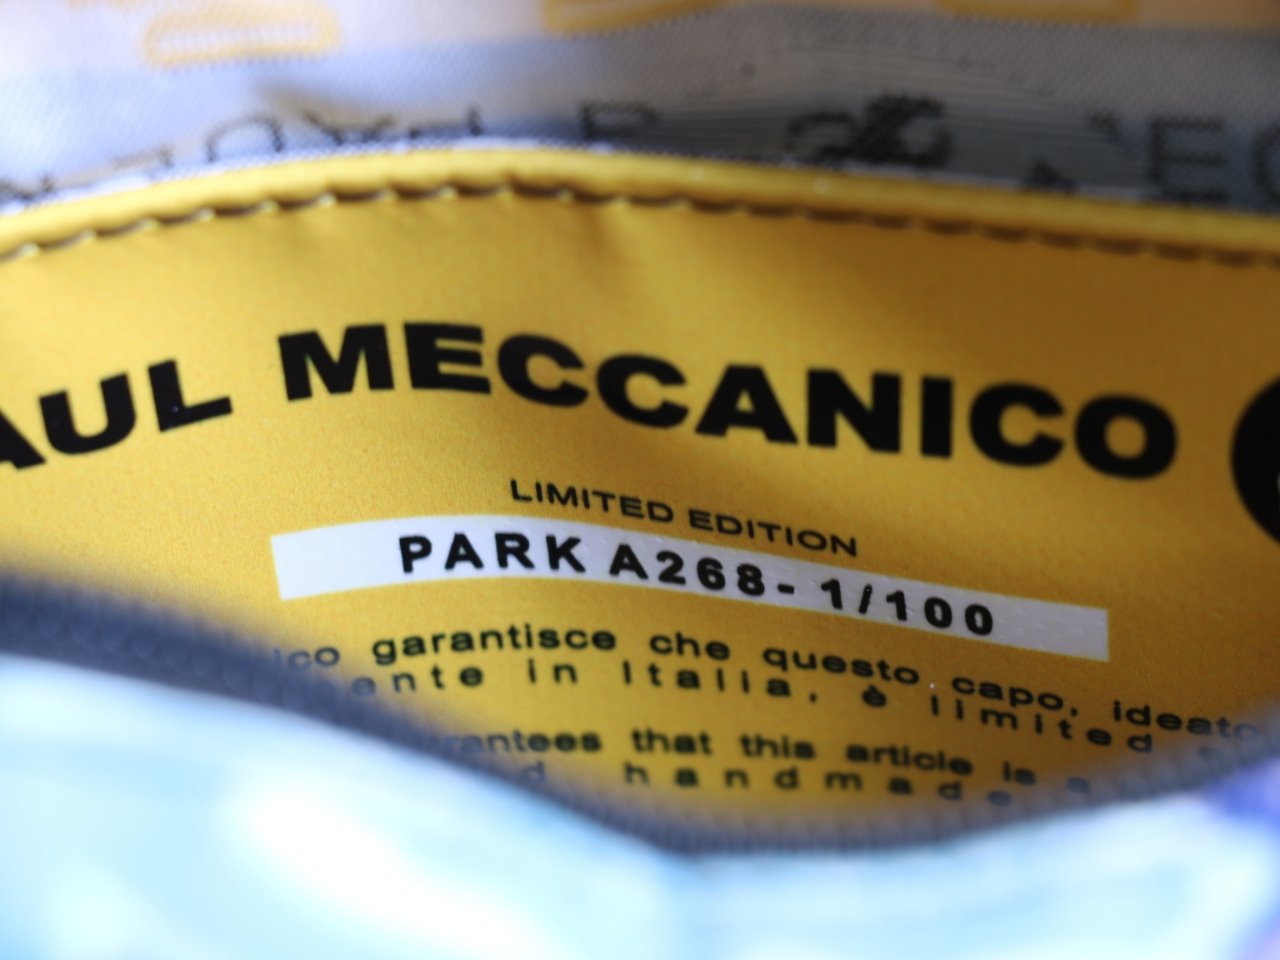 AUL MECCANICO
LIMITED EDITION
PARK A268- 1/100
garantisce che questo capo, ideato
ente in Italia, è limited
rantees that this article is a
d handmade